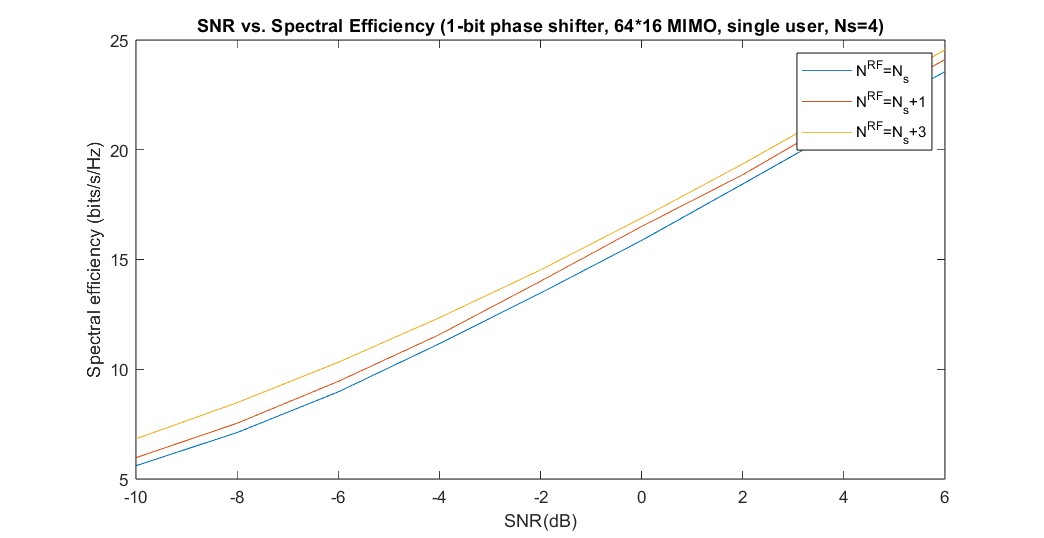 SNR vs. Spectral Efficiency (1-bit phase shifter, 64*16 MIMO, single user, Ns=4)
25
20
15
10
5
Spectral efficiency (bits/s/Hz)
N^RF=N_s
N^RF=N_s+1
N^RF=N_s+3
-10 -8 -6 -4 -2 0 2 4 6
SNR(dB)